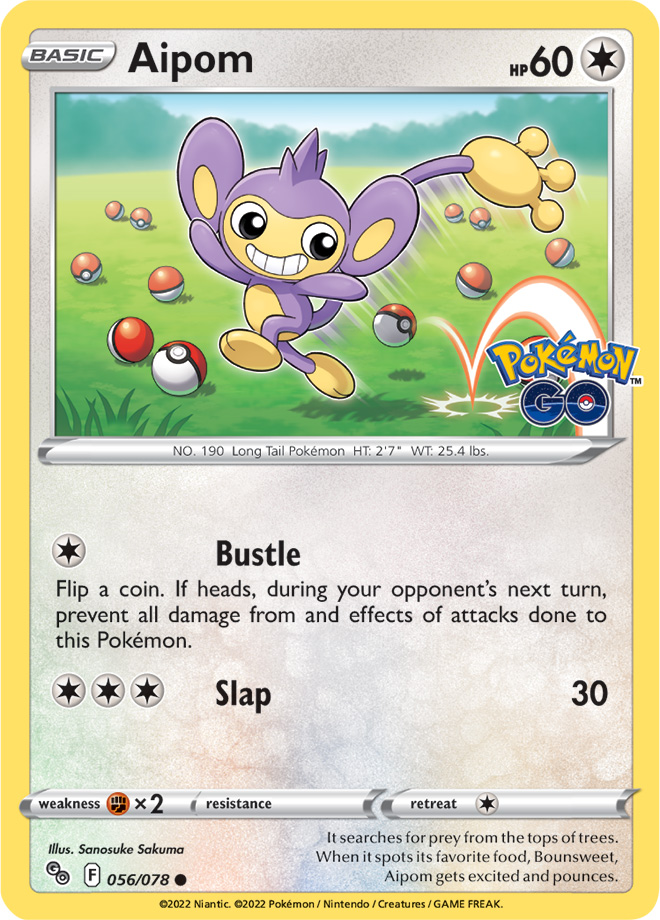 BASIC Aipom HP60
POKéMON TM
GO
NO. 190 Long Tail Pokémon HT: 2'7" WT: 25.4 lbs.
Bustle
Flip a coin. If heads, during your opponent's next turn,
prevent all damage from and effects of attacks done to
this Pokémon.
Slap 30
weakness ×2 resistance retreat
Illus. Sanosuke Sakuma
GO F 056/078
It searches for prey from the tops of trees.
When it spots its favorite food, Bounsweet,
Aipom gets excited and pounces.
©2022 Niantic. ©2022 Pokémon / Nintendo / Creatures / GAME FREAK.